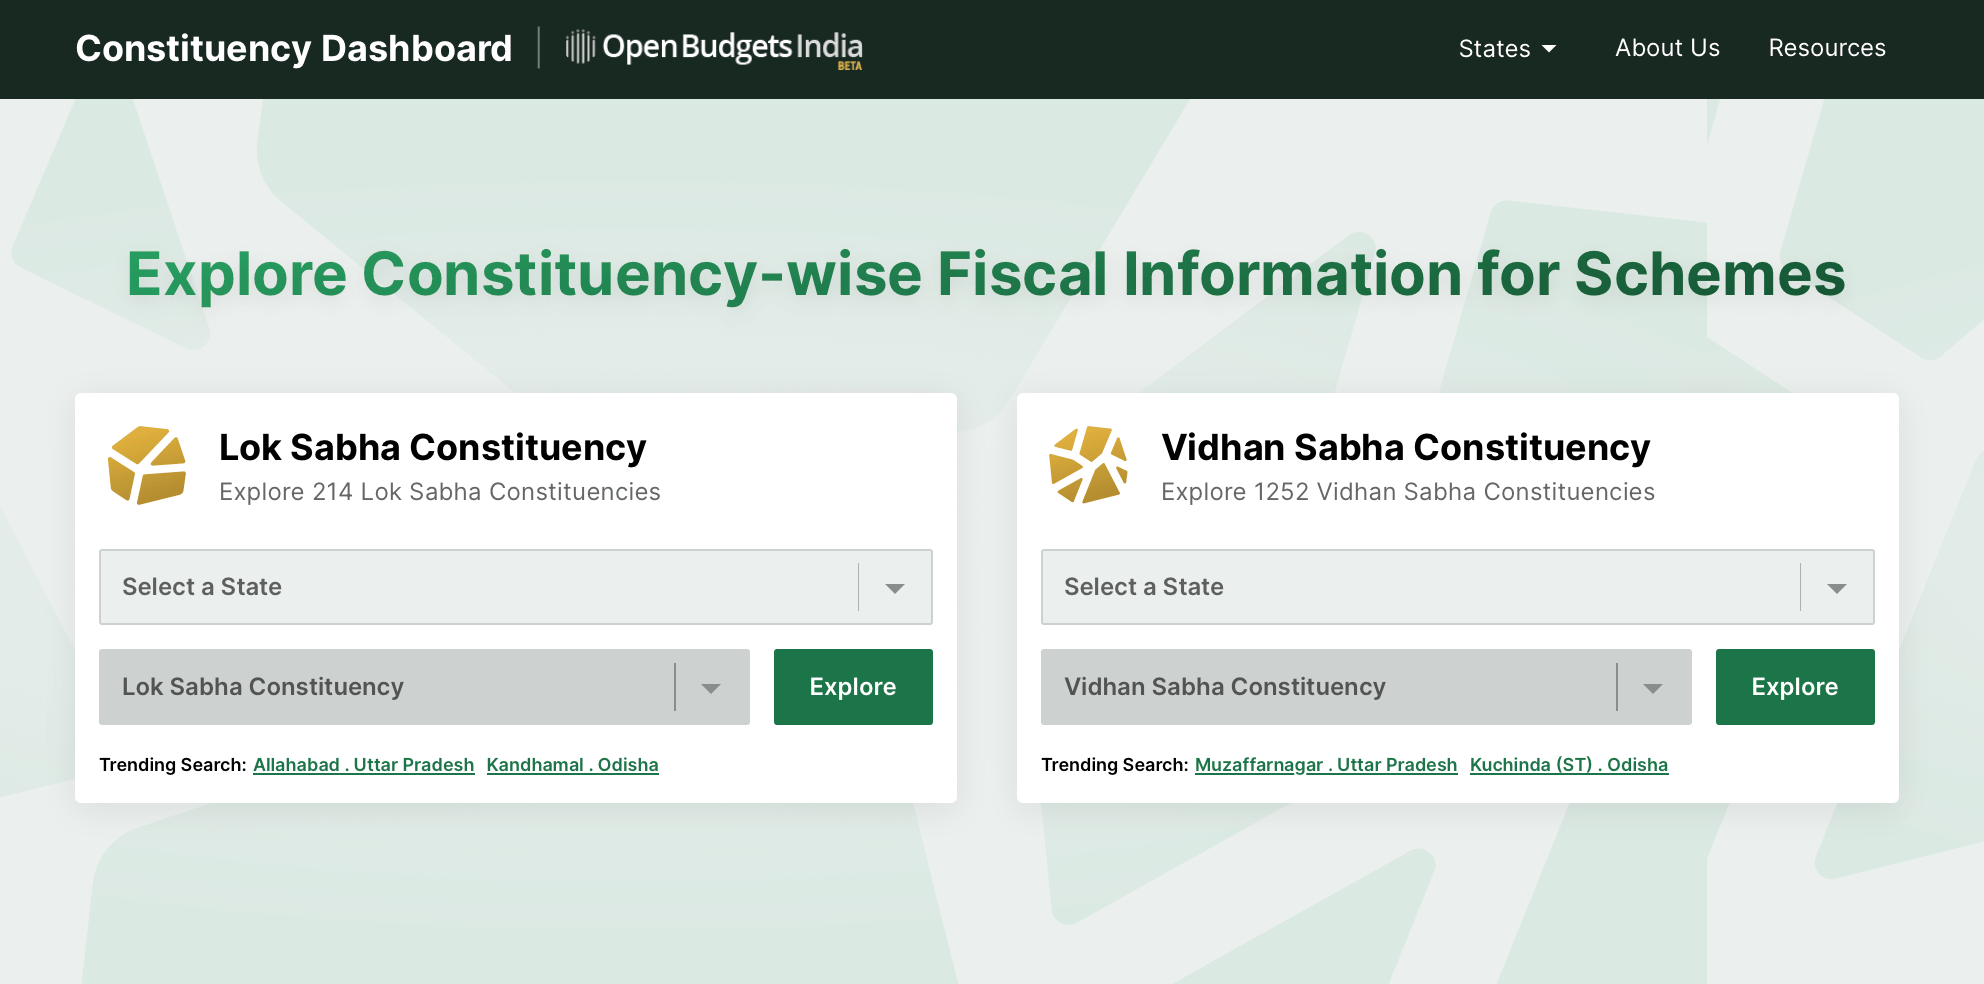 Constituency Dashboard
Open Budgets India
BETA
States
About Us
Resources
Explore Constituency-wise Fiscal Information for Schemes
Lok Sabha Constituency
Explore 214 Lok Sabha Constituencies
Select a State
Lok Sabha Constituency
Explore
Trending Search: Allahabad . Uttar Pradesh Kandhamal . Odisha
Vidhan Sabha Constituency
Explore 1252 Vidhan Sabha Constituencies
Select a State
Vidhan Sabha Constituency
Explore
Trending Search: Muzaffarnagar . Uttar Pradesh Kuchinda (ST) . Odisha